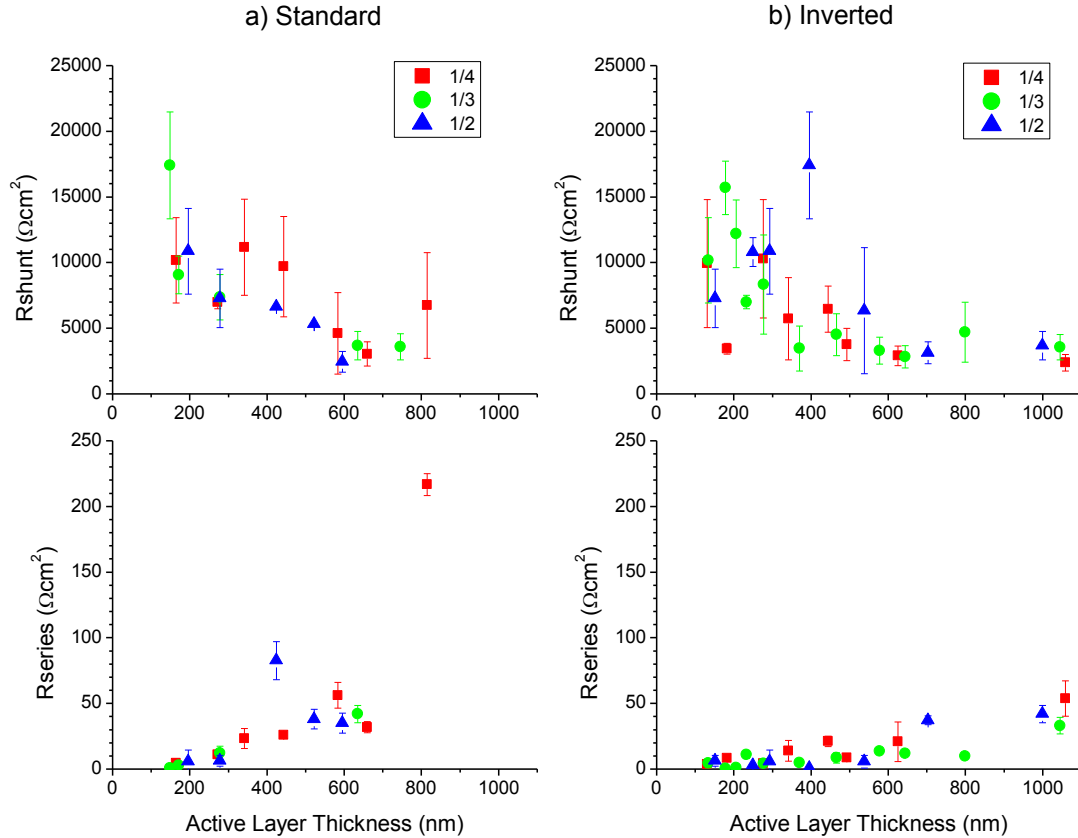 a) Standard
b) Inverted
25000
20000
15000
10000
5000
0
Rshunt (Ωcm²)
1/4
1/3
1/2
0 200 400 600 800 1000
25000
20000
15000
10000
5000
0
Rshunt (Ωcm²)
1/4
1/3
1/2
0 200 400 600 800 1000
250
200
150
100
50
0
Rseries (Ωcm²)
0 200 400 600 800 1000
Active Layer Thickness (nm)
250
200
150
100
50
0
Rseries (Ωcm²)
0 200 400 600 800 1000
Active Layer Thickness (nm)